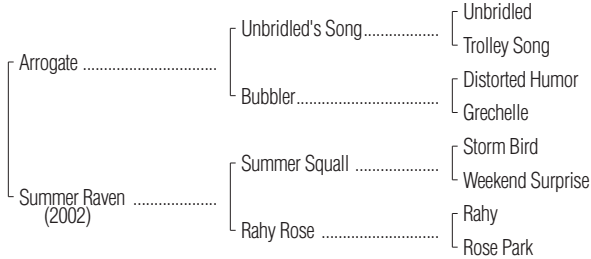 Unbridled
Unbridled's Song..................
Trolley Song
Arrogate ................................
Distorted Humor
Bubbler..................................
Grechelle
Storm Bird
Summer Squall ....................
Weekend Surprise
Summer Raven ....................
(2002)
Rahy
Rahy Rose ............................
Rose Park